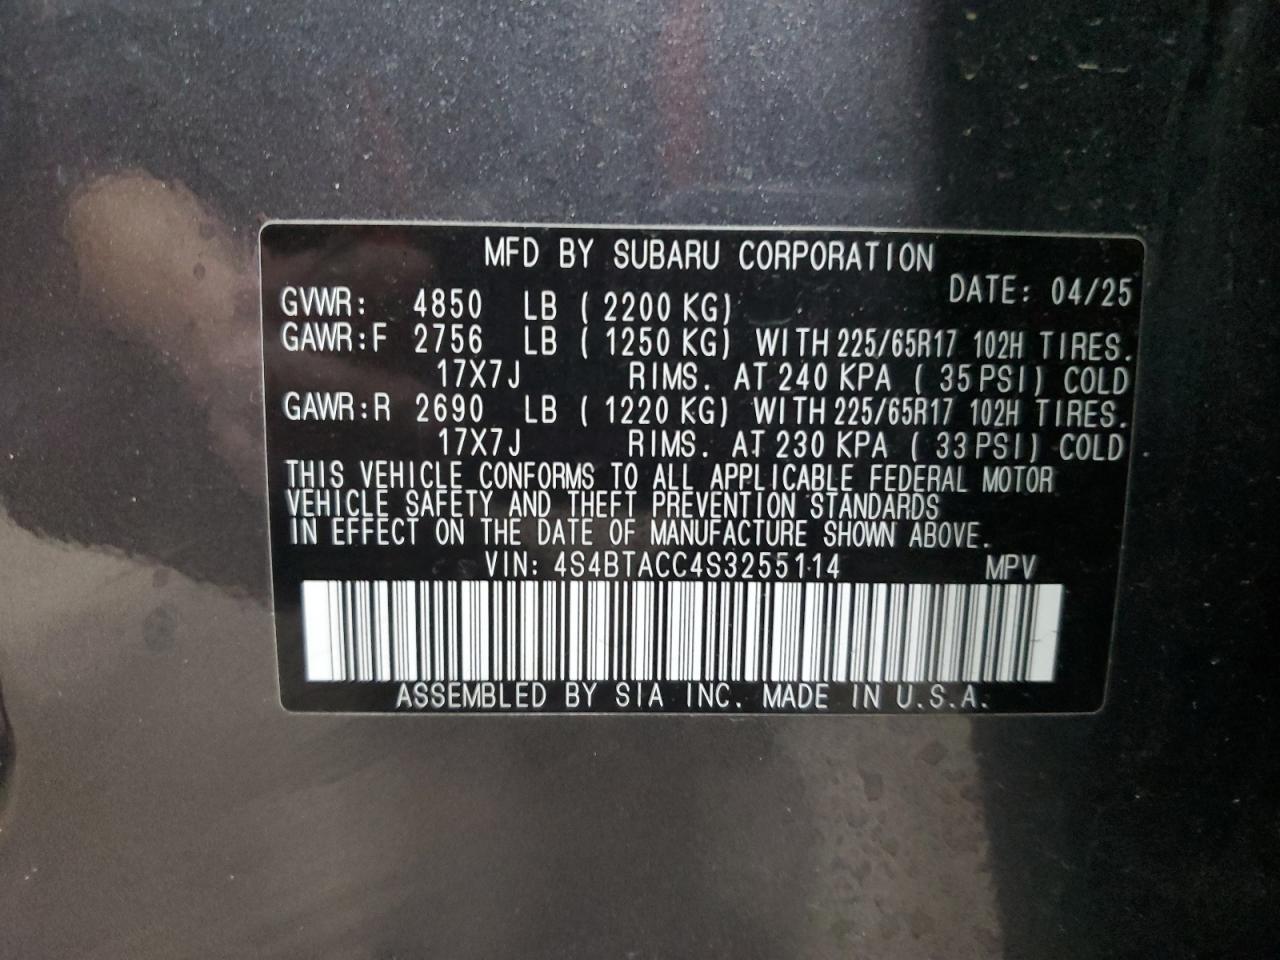 MFD BY SUBARU CORPORATION
DATE: 04/25
GVWR: 4850 LB ( 2200 KG)
GAWR:F 2756 LB ( 1250 KG) WITH 225/65R17 102H TIRES.
17X7J RIMS. AT 240 KPA ( 35 PSI) COLD
GAWR:R 2690 LB ( 1220 KG) WITH 225/65R17 102H TIRES.
17X7J RIMS. AT 230 KPA ( 33 PSI) COLD
THIS VEHICLE CONFORMS TO ALL APPLICABLE FEDERAL MOTOR
VEHICLE SAFETY AND THEFT PREVENTION STANDARDS
IN EFFECT ON THE DATE OF MANUFACTURE SHOWN ABOVE.
VIN: 4S4BTACC4S3255114 MPV
ASSEMBLED BY SIA INC. MADE IN U.S.A.